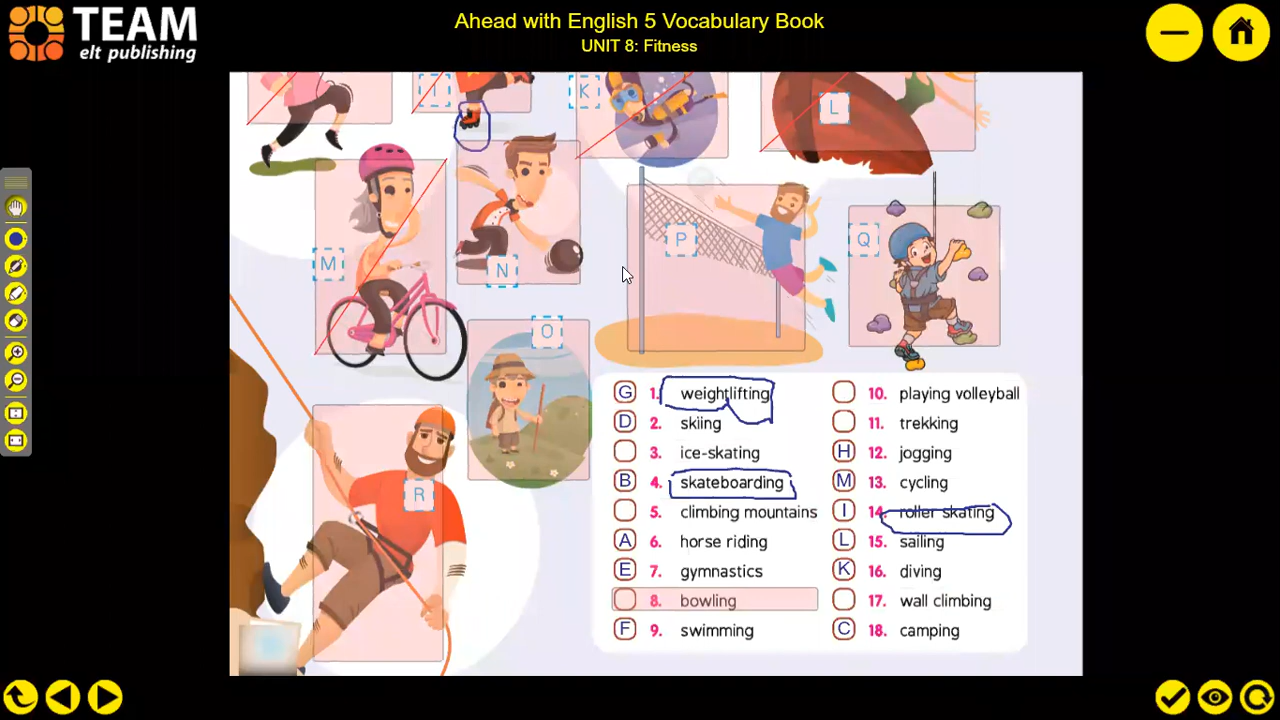 TEAM
elt publishing
Ahead with English 5 Vocabulary Book
UNIT 8: Fitness
I
K
L
M
N
P
Q
O
R
G 1. weightlifting
D 2. skiing
3. ice-skating
B 4. skateboarding
5. climbing mountains
A 6. horse riding
E 7. gymnastics
8. bowling
F 9. swimming
10. playing volleyball
11. trekking
H 12. jogging
M 13. cycling
I 14. roller skating
L 15. sailing
K 16. diving
17. wall climbing
C 18. camping